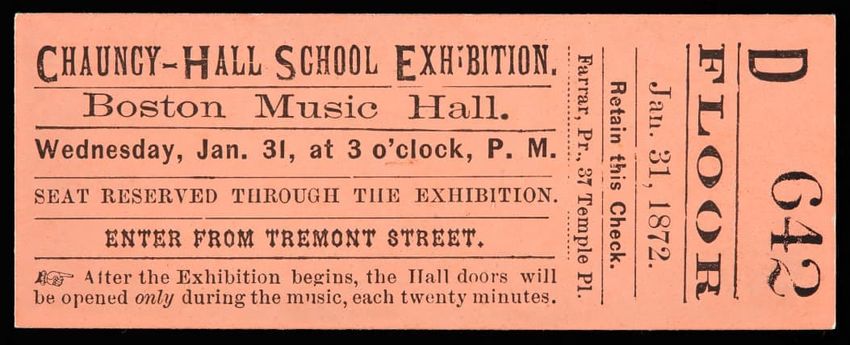 CHAUNCY-HALL SCHOOL EXHIBITION.
Boston Music Hall.
Wednesday, Jan. 31, at 3 o'clock, P. M.
SEAT RESERVED THROUGH THE EXHIBITION.
ENTER FROM TREMONT STREET.
☞ After the Exhibition begins, the Hall doors will
be opened only during the music, each twenty minutes.
Farrar, Pr., 37 Temple Pl.
Retain this Check.
Jan. 31, 1872.
FLOOR
D 642